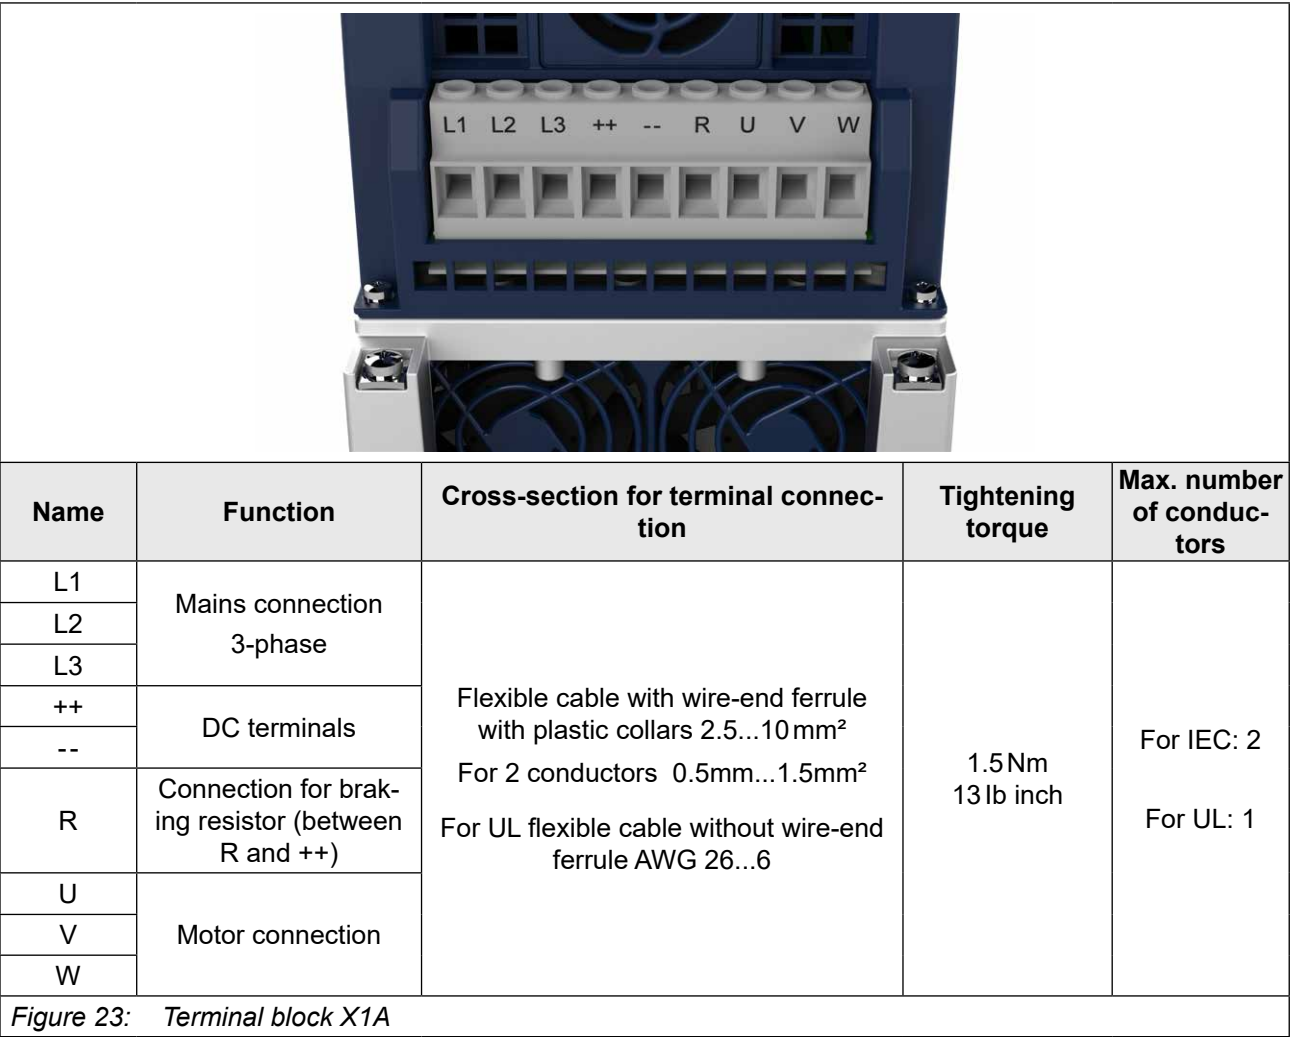 L1 L2 L3 ++ -- R U V W
Name
Function
Cross-section for terminal connec-
tion
Tightening
torque
Max. number
of conduc-
tors
L1
L2
L3
Mains connection
3-phase
++
--
DC terminals
R
Connection for brak-
ing resistor (between
R and ++)
U
V
W
Motor connection
Flexible cable with wire-end ferrule
with plastic collars 2.5...10 mm²
For 2 conductors 0.5mm...1.5mm²
For UL flexible cable without wire-end
ferrule AWG 26...6
1.5 Nm
13 lb inch
For IEC: 2
For UL: 1
Figure 23: Terminal block X1A